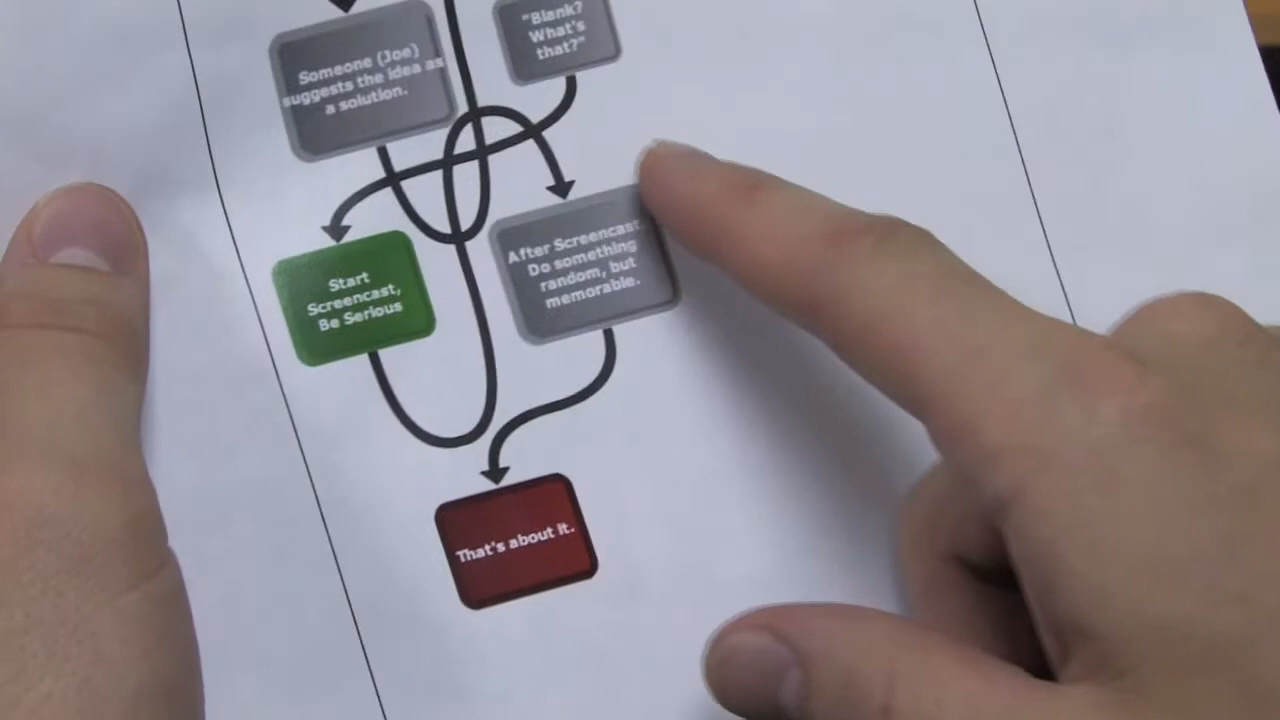 Someone (Joe)
suggests the idea as
a solution.
"Blank?
What's
that?"
Start
Screencast,
Be Serious
After Screencast
Do something
random, but
memorable.
That's about it.